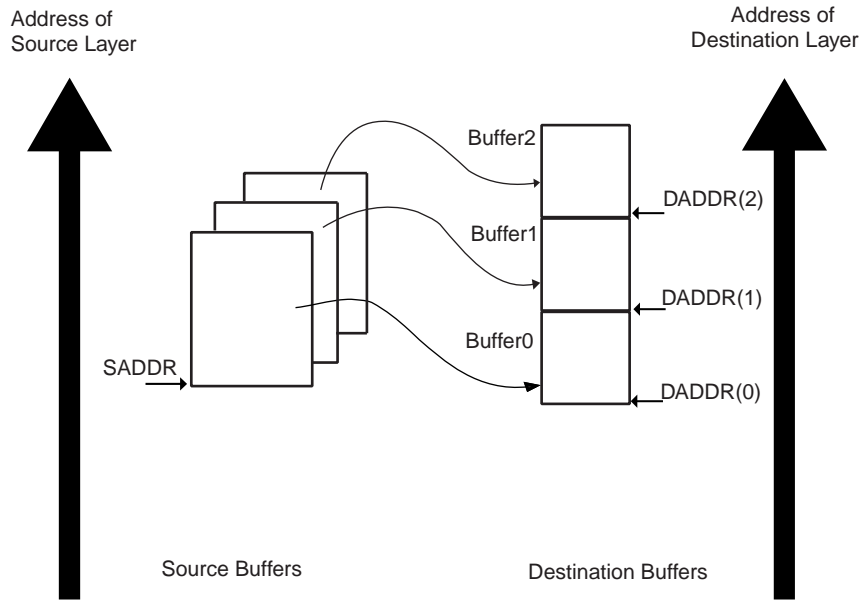 Address of
Source Layer
Address of
Destination Layer
Buffer2
DADDR(2)
Buffer1
DADDR(1)
Buffer0
SADDR
DADDR(0)
Source Buffers
Destination Buffers